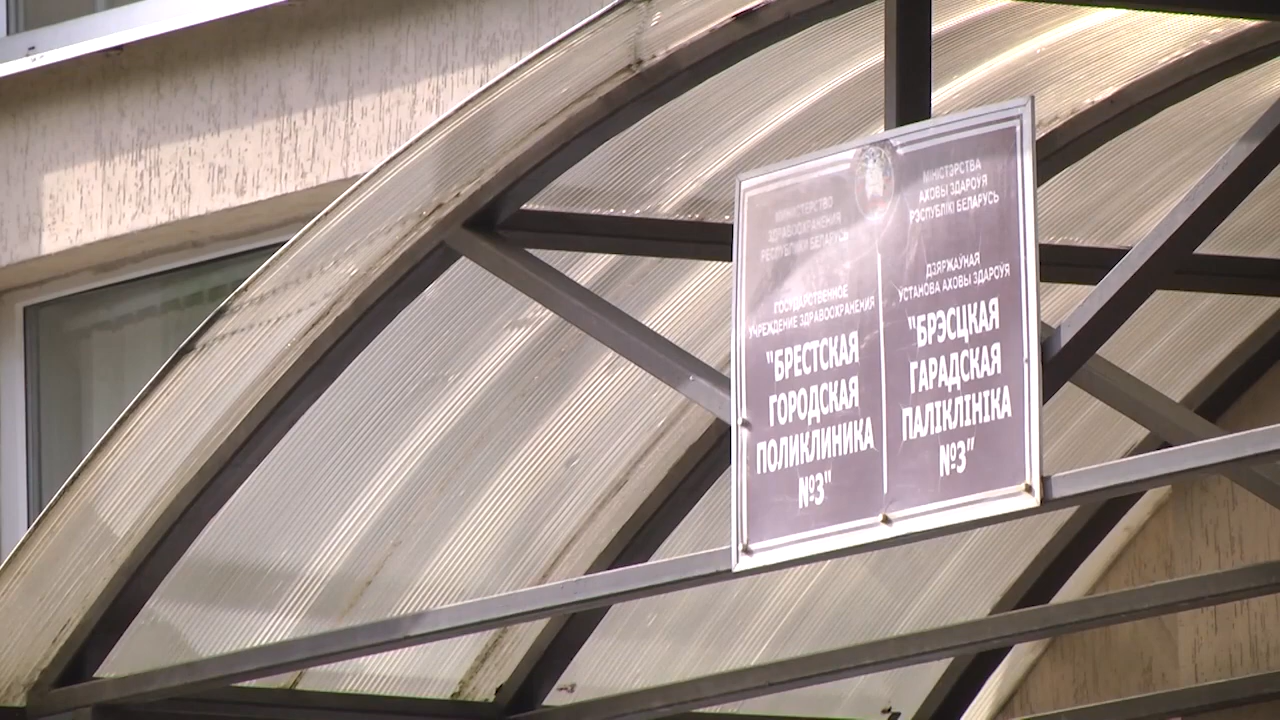 МИНИСТЕРСТВО
ЗДРАВООХРАНЕНИЯ
РЕСПУБЛИКИ БЕЛАРУСЬ
ГОСУДАРСТВЕННОЕ
УЧРЕЖДЕНИЕ ЗДРАВООХРАНЕНИЯ
"БРЕСТСКАЯ
ГОРОДСКАЯ
ПОЛИКЛИНИКА
№3"
МІНІСТЭРСТВА
АХОВЫ ЗДАРОЎЯ
РЭСПУБЛІКІ БЕЛАРУСЬ
ДЗЯРЖАЎНАЯ
УСТАНОВА АХОВЫ ЗДАРОЎЯ
"БРЭСЦКАЯ
ГАРАДСКАЯ
ПАЛІКЛІНІКА
№3"